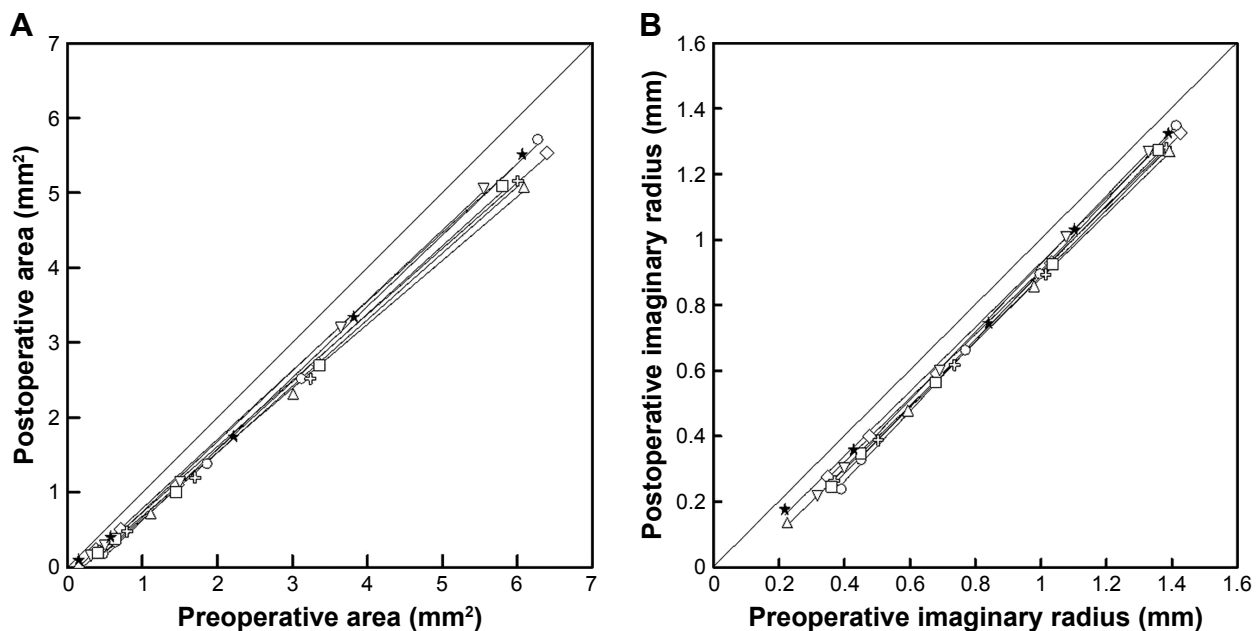 A
Postoperative area (mm²)
7
6
5
4
3
2
1
0
0 1 2 3 4 5 6 7
Preoperative area (mm²)
B
Postoperative imaginary radius (mm)
1.6
1.4
1.2
1
0.8
0.6
0.4
0.2
0
0 0.2 0.4 0.6 0.8 1 1.2 1.4 1.6
Preoperative imaginary radius (mm)